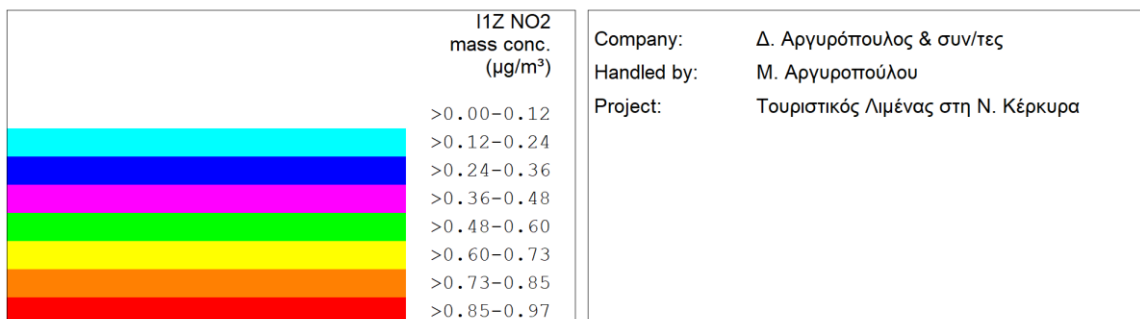 I1Z NO2
mass conc.
(µg/m³)
>0.00-0.12
>0.12-0.24
>0.24-0.36
>0.36-0.48
>0.48-0.60
>0.60-0.73
>0.73-0.85
>0.85-0.97
Company: Δ. Αργυρόπουλος & συν/τες
Handled by: Μ. Αργυροπούλου
Project: Τουριστικός Λιμένας στη Ν. Κέρκυρα